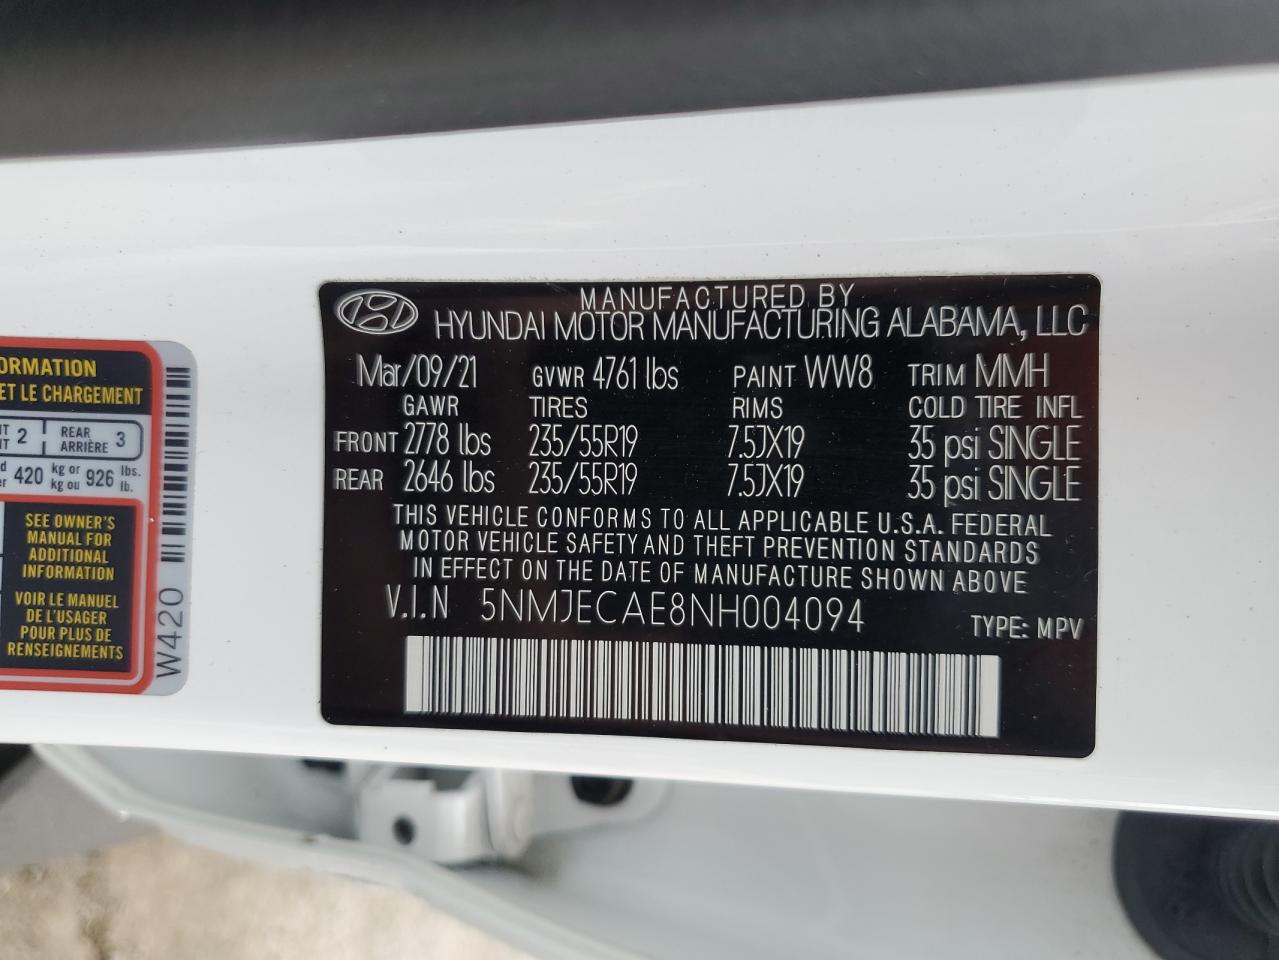 ORMATION
ET LE CHARGEMENT
2
REAR
ARRIÈRE
3
420 kg or
kg ou 926 lbs.
lb.
SEE OWNER'S
MANUAL FOR
ADDITIONAL
INFORMATION
VOIR LE MANUEL
DE L'USAGER
POUR PLUS DE
RENSEIGNEMENTS
W420
MANUFACTURED BY
HYUNDAI MOTOR MANUFACTURING ALABAMA, LLC
Mar/09/21 GVWR 4761 lbs PAINT WW8 TRIM MMH
GAWR TIRES RIMS COLD TIRE INFL
FRONT 2778 lbs 235/55R19 7.5JX19 35 psi SINGLE
REAR 2646 lbs 235/55R19 7.5JX19 35 psi SINGLE
THIS VEHICLE CONFORMS TO ALL APPLICABLE U.S.A. FEDERAL
MOTOR VEHICLE SAFETY AND THEFT PREVENTION STANDARDS
IN EFFECT ON THE DATE OF MANUFACTURE SHOWN ABOVE
V.I.N 5NMJECAE8NH004094
TYPE: MPV